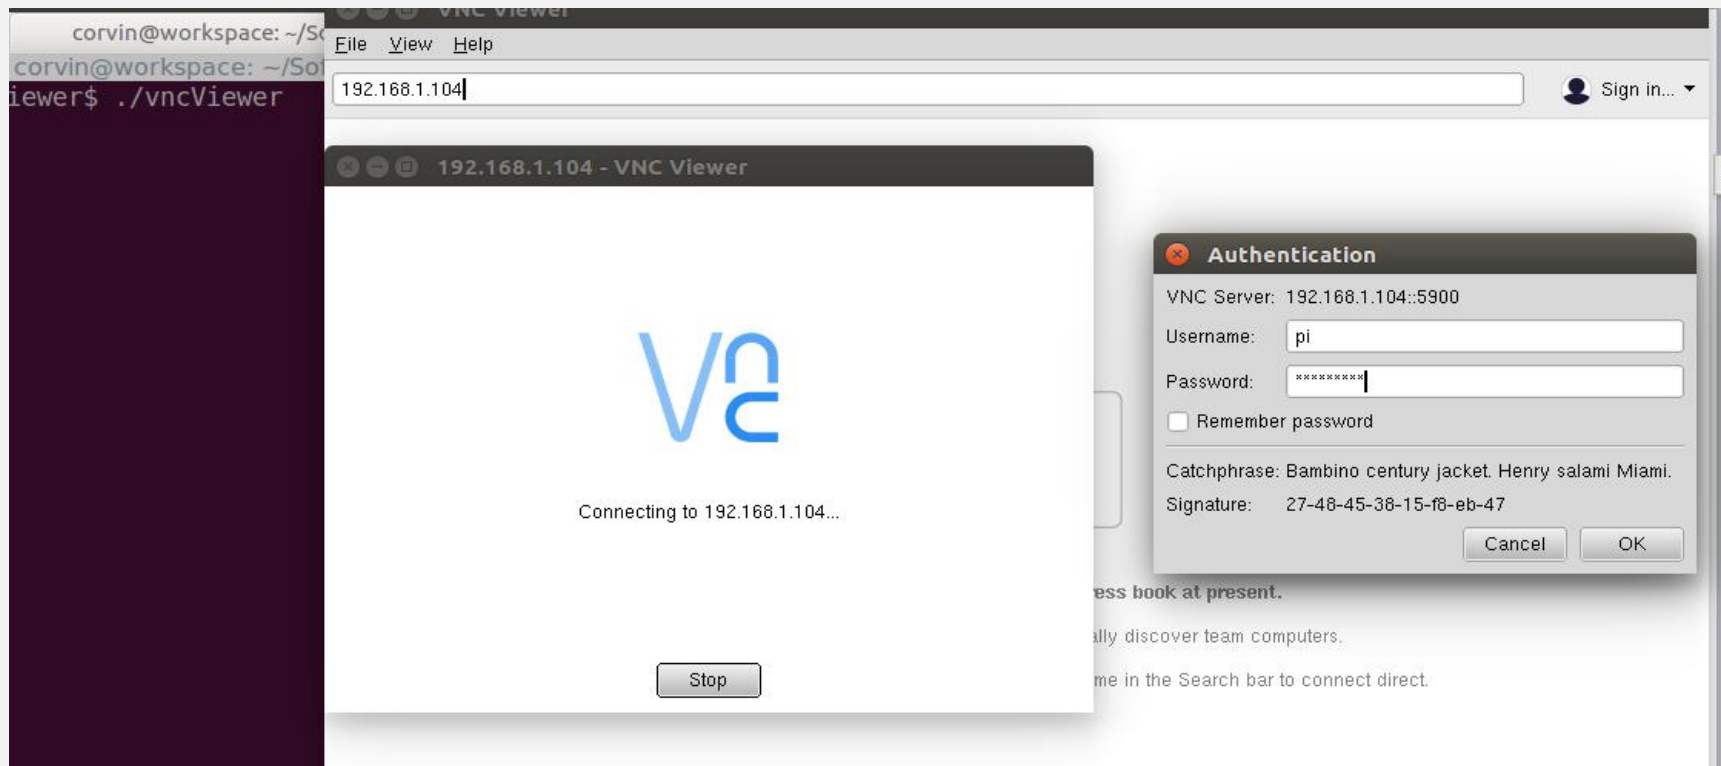 VNC Viewer
corvin@workspace: ~/So
corvin@workspace: ~/Sof
iewer$ ./vncViewer
File View Help
192.168.1.104
Sign in...
192.168.1.104 - VNC Viewer
Vnc
Connecting to 192.168.1.104...
Stop
Authentication
VNC Server: 192.168.1.104::5900
Username: pi
Password: *********
Remember password
Catchphrase: Bambino century jacket. Henry salami Miami.
Signature: 27-48-45-38-15-f8-eb-47
Cancel OK
ess book at present.
ally discover team computers.
me in the Search bar to connect direct.